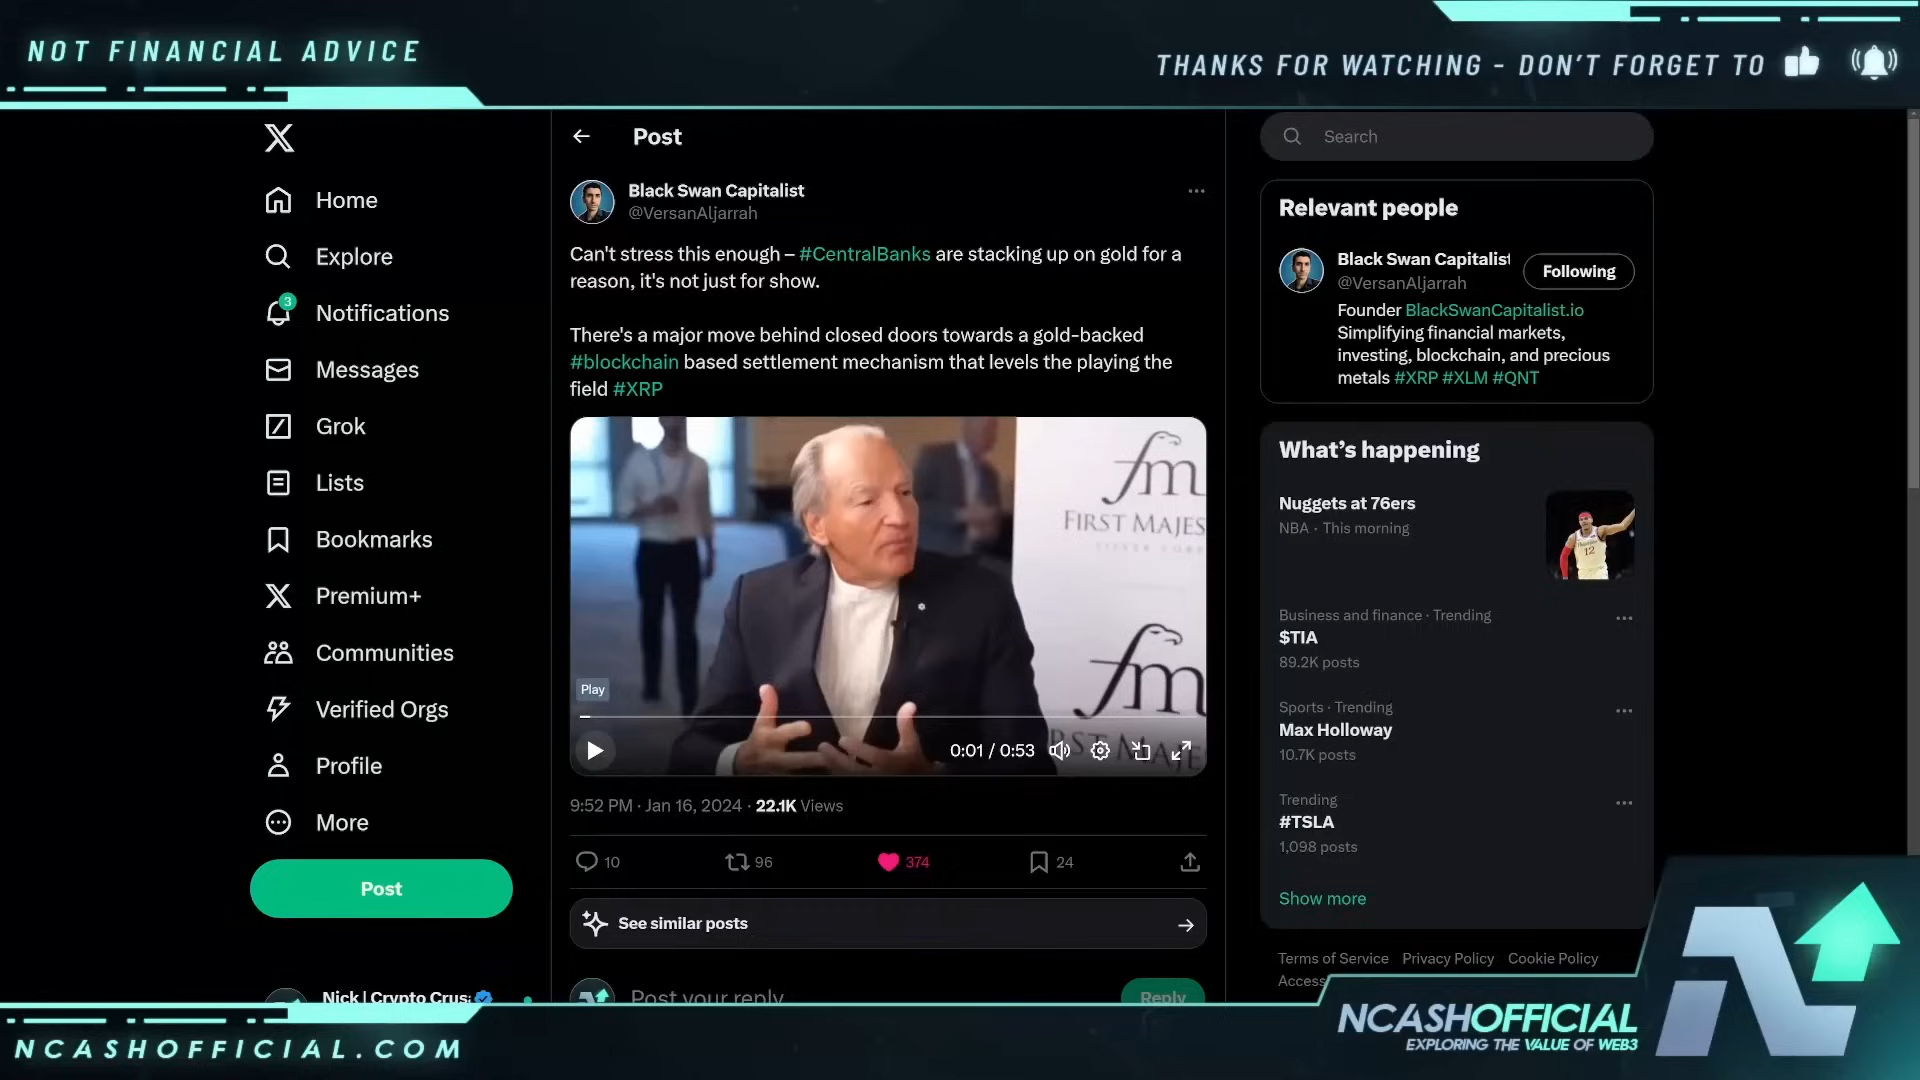 NOT FINANCIAL ADVICE
THANKS FOR WATCHING - DON'T FORGET TO
X
Home
Explore
3
Notifications
Messages
Grok
Lists
Bookmarks
Premium+
Communities
Verified Orgs
Profile
More
Post
Nick | Crypto Crus
Post
Black Swan Capitalist
@VersanAljarrah
Can't stress this enough – #CentralBanks are stacking up on gold for a
reason, it's not just for show.
There's a major move behind closed doors towards a gold-backed
#blockchain based settlement mechanism that levels the playing the
field #XRP
fm
FIRST MAJES
fm
RST MAJES
Play
0:01 / 0:53
9:52 PM · Jan 16, 2024 · 22.1K Views
10
96
374
24
See similar posts
Post your reply
Reply
Search
Relevant people
Black Swan Capitalist
Following
@VersanAljarrah
Founder BlackSwanCapitalist.io
Simplifying financial markets,
investing, blockchain, and precious
metals #XRP #XLM #QNT
What's happening
Nuggets at 76ers
NBA · This morning
12
Business and finance · Trending
$TIA
89.2K posts
Sports · Trending
Max Holloway
10.7K posts
Trending
#TSLA
1,098 posts
Show more
Terms of Service Privacy Policy Cookie Policy
Access
NCASHOFFICIAL.COM
NCASHOFFICIAL
EXPLORING THE VALUE OF WEB3